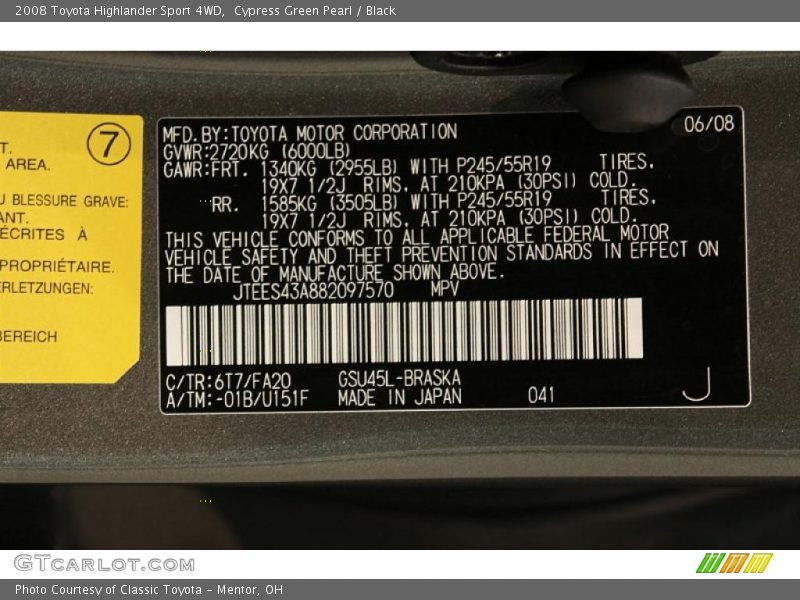 2008 Toyota Highlander Sport 4WD,  Cypress Green Pearl / Black
7
T.
AREA.
U BLESSURE GRAVE:
ANT.
ÉCRITES À
PROPRIÉTAIRE.
ERLETZUNGEN:
BEREICH
06/08
MFD. BY: TOYOTA MOTOR CORPORATION
GVWR:2720KG (6000LB)
GAWR:FRT. 1340KG (2955LB) WITH P245/55R19 TIRES.
19X7 1/2J RIMS. AT 210KPA (30PSI) COLD.
RR. 1585KG (3505LB) WITH P245/55R19 TIRES.
19X7 1/2J RIMS. AT 210KPA (30PSI) COLD.
THIS VEHICLE CONFORMS TO ALL APPLICABLE FEDERAL MOTOR
VEHICLE SAFETY AND THEFT PREVENTION STANDARDS IN EFFECT ON
THE DATE OF MANUFACTURE SHOWN ABOVE.
JTEES43A882097570 MPV
C/TR:6T7/FA20 GSU45L-BRASKA
A/TM:-01B/U151F MADE IN JAPAN 041
J
GTCARLOT.COM
Photo Courtesy of Classic Toyota - Mentor, OH